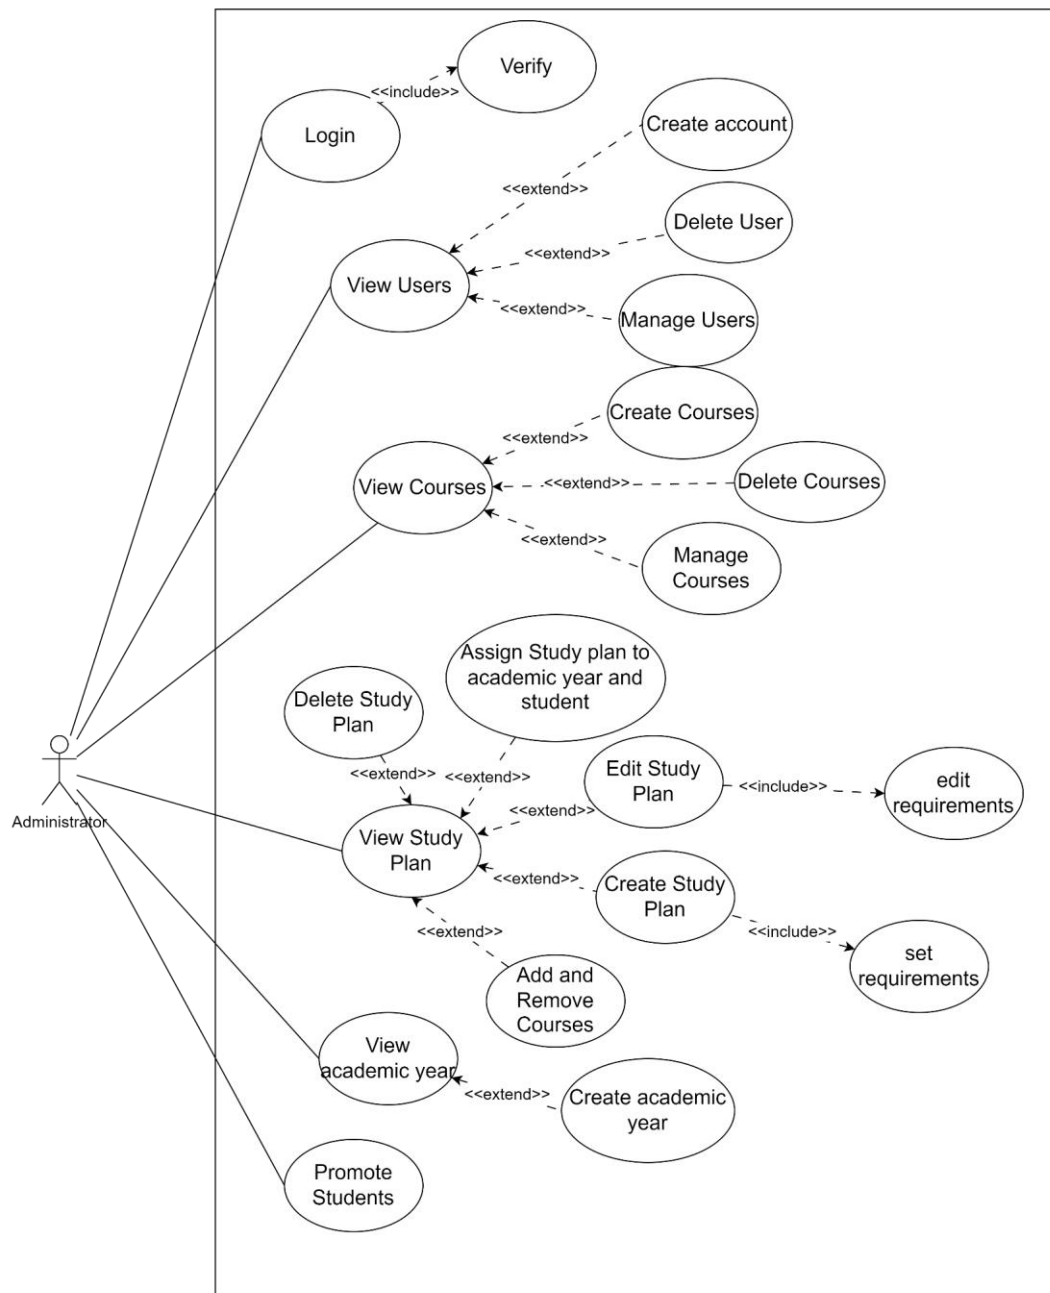 Verify
<<include>>
Login
Create account
<<extend>>
Delete User
<<extend>>
View Users
<<extend>>
Manage Users
Create Courses
<<extend>>
View Courses
<<extend>>
Delete Courses
<<extend>>
Manage
Courses
Assign Study plan to
academic year and
student
Delete Study
Plan
<<extend>>
<<extend>>
Edit Study
Plan
<<include>>
edit
requirements
<<extend>>
Administrator
View Study
Plan
<<extend>>
Create Study
Plan
<<include>>
set
requirements
<<extend>>
Add and
Remove
Courses
View
academic year
<<extend>>
Create academic
year
Promote
Students